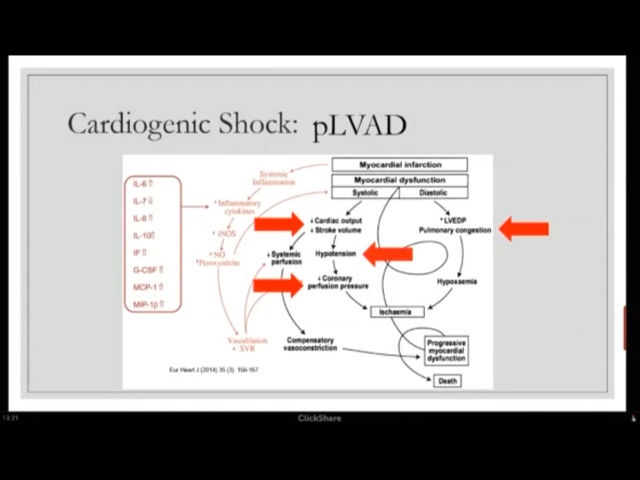 Cardiogenic Shock: pLVAD
Myocardial infarction
Myocardial dysfunction
Systolic
Diastolic
Systemic
Inflammation
IL-6⇧
IL-7⇩
IL-8⇧
IL-10⇧
IF⇧
G-CSF⇧
MCP-1⇧
MIP-1β⇧
Inflammatory
cytokines
iNOS
NO
Peroxynitrite
↓Cardiac output
↓Stroke volume
LVEDP
Pulmonary congestion
↓Systemic
perfusion
Hypotension
↓Coronary
perfusion pressure
Hypoxaemia
Ischaemia
Vasodilation
SVR
Compensatory
vasoconstriction
Progressive
myocardial
dysfunction
Death
Eur Heart J (2014) 35 (3) 156-167
13:21
ClickShare